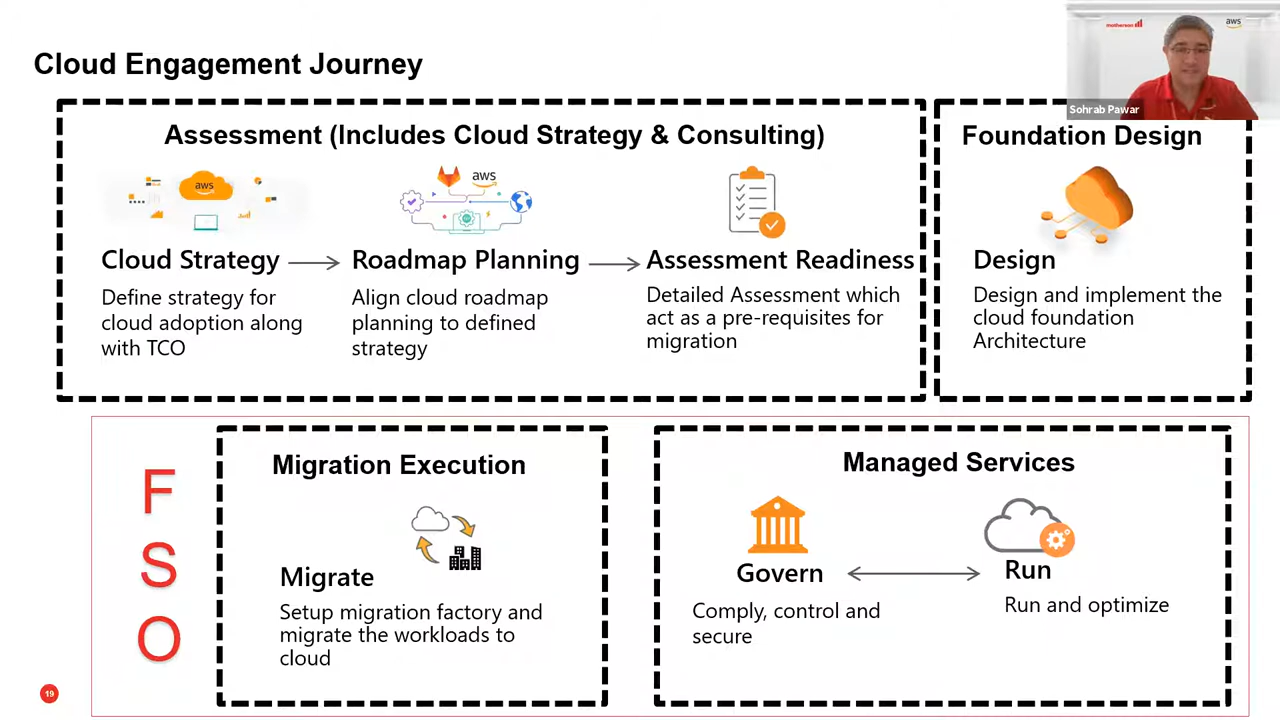 Cloud Engagement Journey
motherson
aws
Sohrab Pawar
Assessment (Includes Cloud Strategy & Consulting)
Foundation Design
aws
aws
Cloud Strategy
Roadmap Planning
Assessment Readiness
Design
Define strategy for
cloud adoption along
with TCO
Align cloud roadmap
planning to defined
strategy
Detailed Assessment which
act as a pre-requisites for
migration
Design and implement the
cloud foundation
Architecture
F
S
O
Migration Execution
Migrate
Setup migration factory and
migrate the workloads to
cloud
Managed Services
Govern
Comply, control and
secure
Run
Run and optimize
19